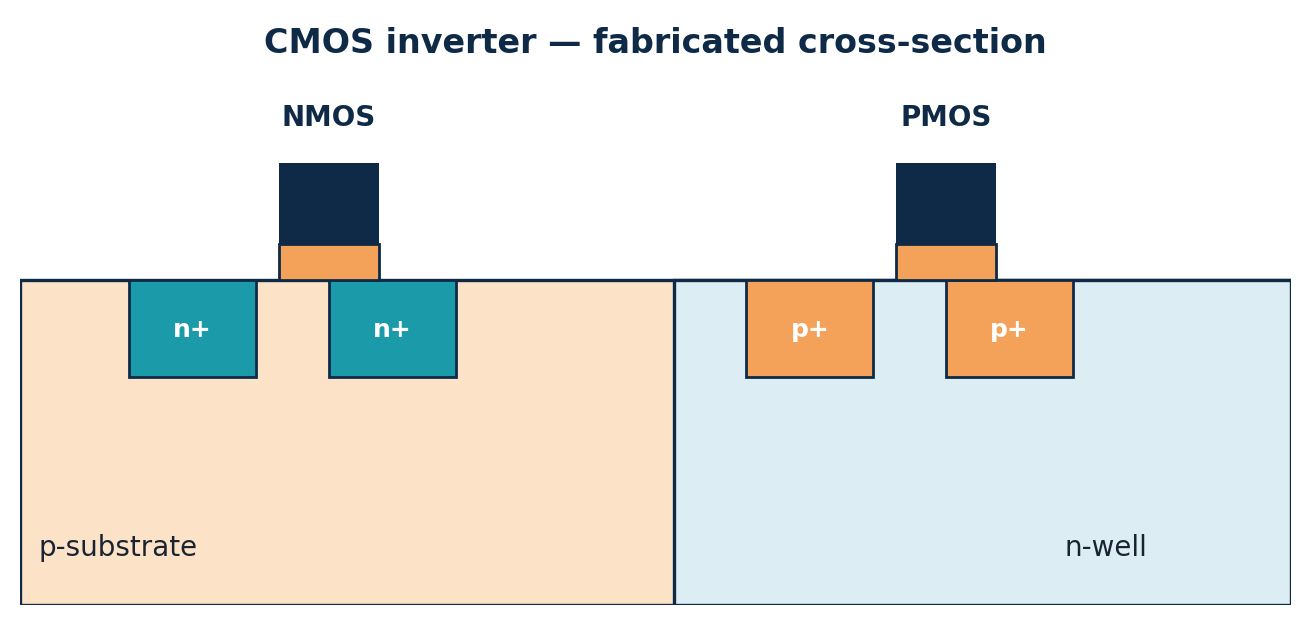 CMOS inverter — fabricated cross-section
NMOS
PMOS
n+
n+
p+
p+
p-substrate
n-well